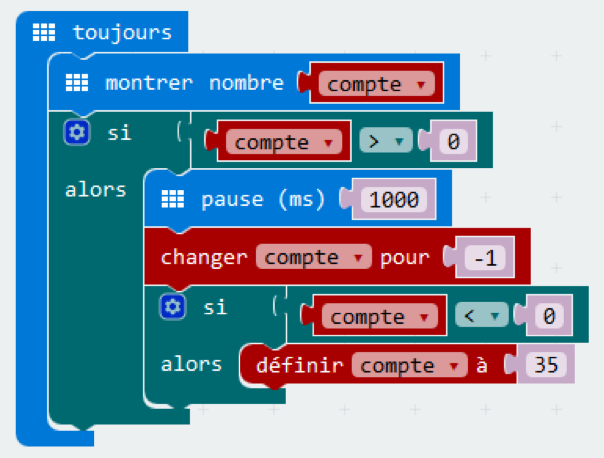 toujours
montrer nombre compte
si compte > 0
alors
pause (ms) 1000
changer compte pour -1
si compte < 0
alors définir compte à 35